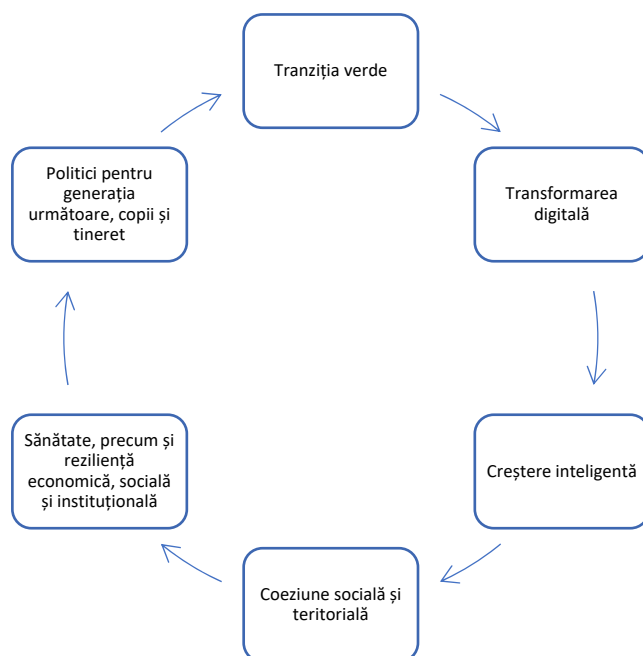 Tranziția verde
Transformarea
digitală
Creștere inteligentă
Coeziune socială și
teritorială
Sănătate, precum și
reziliență
economică, socială
și instituțională
Politici pentru
generația
următoare, copii și
tineret